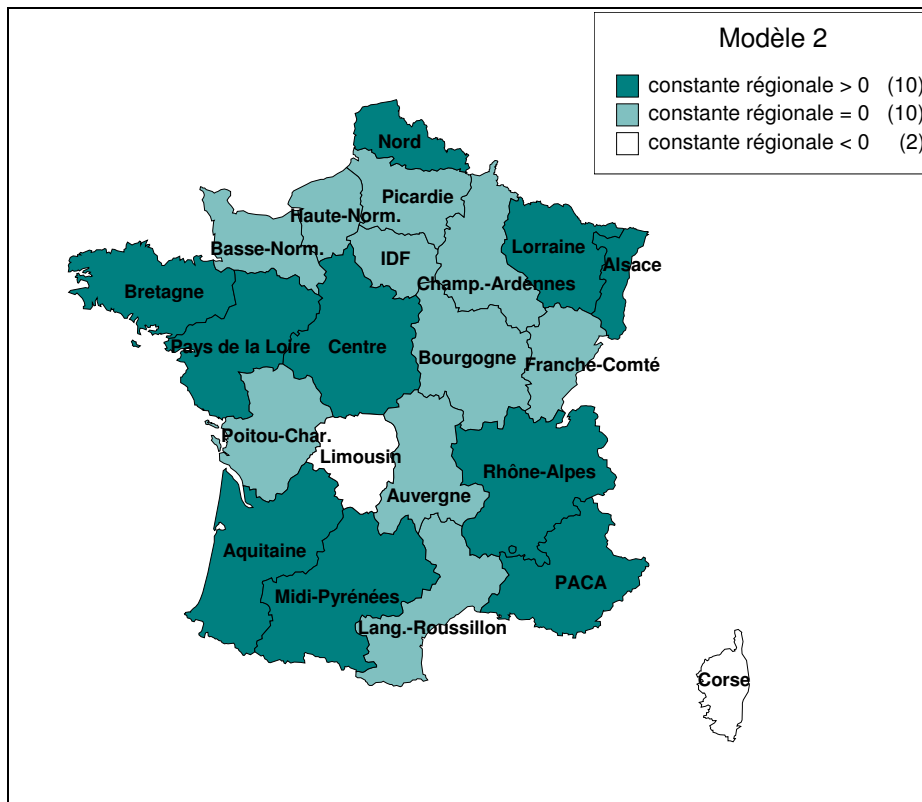 Modèle 2
constante régionale > 0 (10)
constante régionale = 0 (10)
constante régionale < 0 (2)
Nord
Picardie
Haute-Norm.
Basse-Norm.
IDF
Lorraine
Alsace
Champ.-Ardennes
Bretagne
Pays de la Loire
Centre
Bourgogne
Franche-Comté
Poitou-Char.
Limousin
Auvergne
Rhône-Alpes
Aquitaine
Midi-Pyrénées
PACA
Lang.-Roussillon
Corse